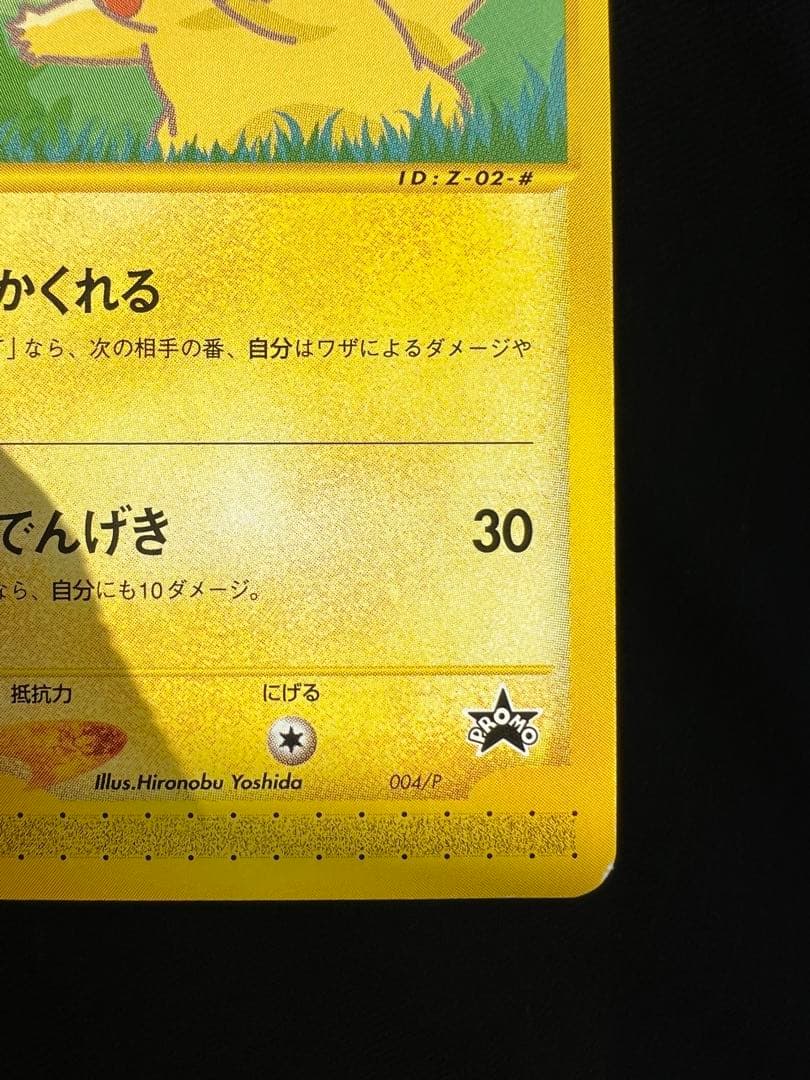 ID:Z-02-#
かくれる
」なら、次の相手の番、自分はワザによるダメージや
でんげき 30
なら、自分にも10ダメージ。
抵抗力 にげる
PROMO
Illus.Hironobu Yoshida 004/P